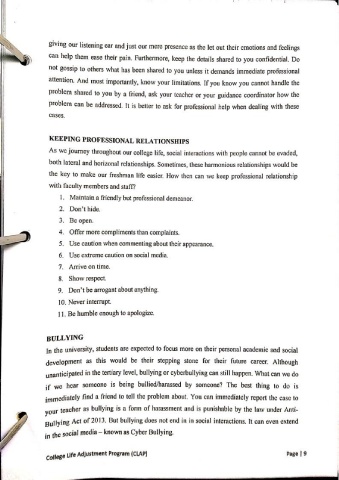 giving our listening ear and just our mere presence as the let out their emotions and feelings
can help them ease their pain. Furthermore, keep the details shared to you confidential. Do
not gossip to others what has been shared to you unless it demands immediate professional
attention. And most importantly, know your limitations. If you know you cannot handle the
problem shared to you by a friend, ask your teacher or your guidance coordinator how the
problem can be addressed. It is better to ask for professional help when dealing with these
cases.
KEEPING PROFESSIONAL RELATIONSHIPS
As we journey throughout our college life, social interactions with people cannot be evaded,
both lateral and horizontal relationships. Sometimes, these harmonious relationships would be
the key to make our freshman life easier. How then can we keep professional relationship
with faculty members and staff?
1. Maintain a friendly but professional demeanor.
2. Don't hide.
3. Be open.
4. Offer more compliments than complaints.
5. Use caution when commenting about their appearance.
6. Use extreme caution on social media.
7. Arrive on time.
8. Show respect.
9. Don't be arrogant about anything.
10. Never interrupt.
11. Be humble enough to apologize.
BULLYING
In the university, students are expected to focus more on their personal academic and social
development as this would be their stepping stone for their future career. Although
unanticipated in the tertiary level, bullying or cyberbullying can still happen. What can we do
if we hear someone is being bullied/harassed by someone? The best thing to do is
immediately find a friend to tell the problem about. You can immediately report the case to
your teacher as bullying is a form of harassment and is punishable by the law under Anti-
Bullying Act of 2013. But bullying does not end in in social interactions. It can even extend
in the social media – known as Cyber Bullying.
College Life Adjustment Program (CLAP) Page | 9